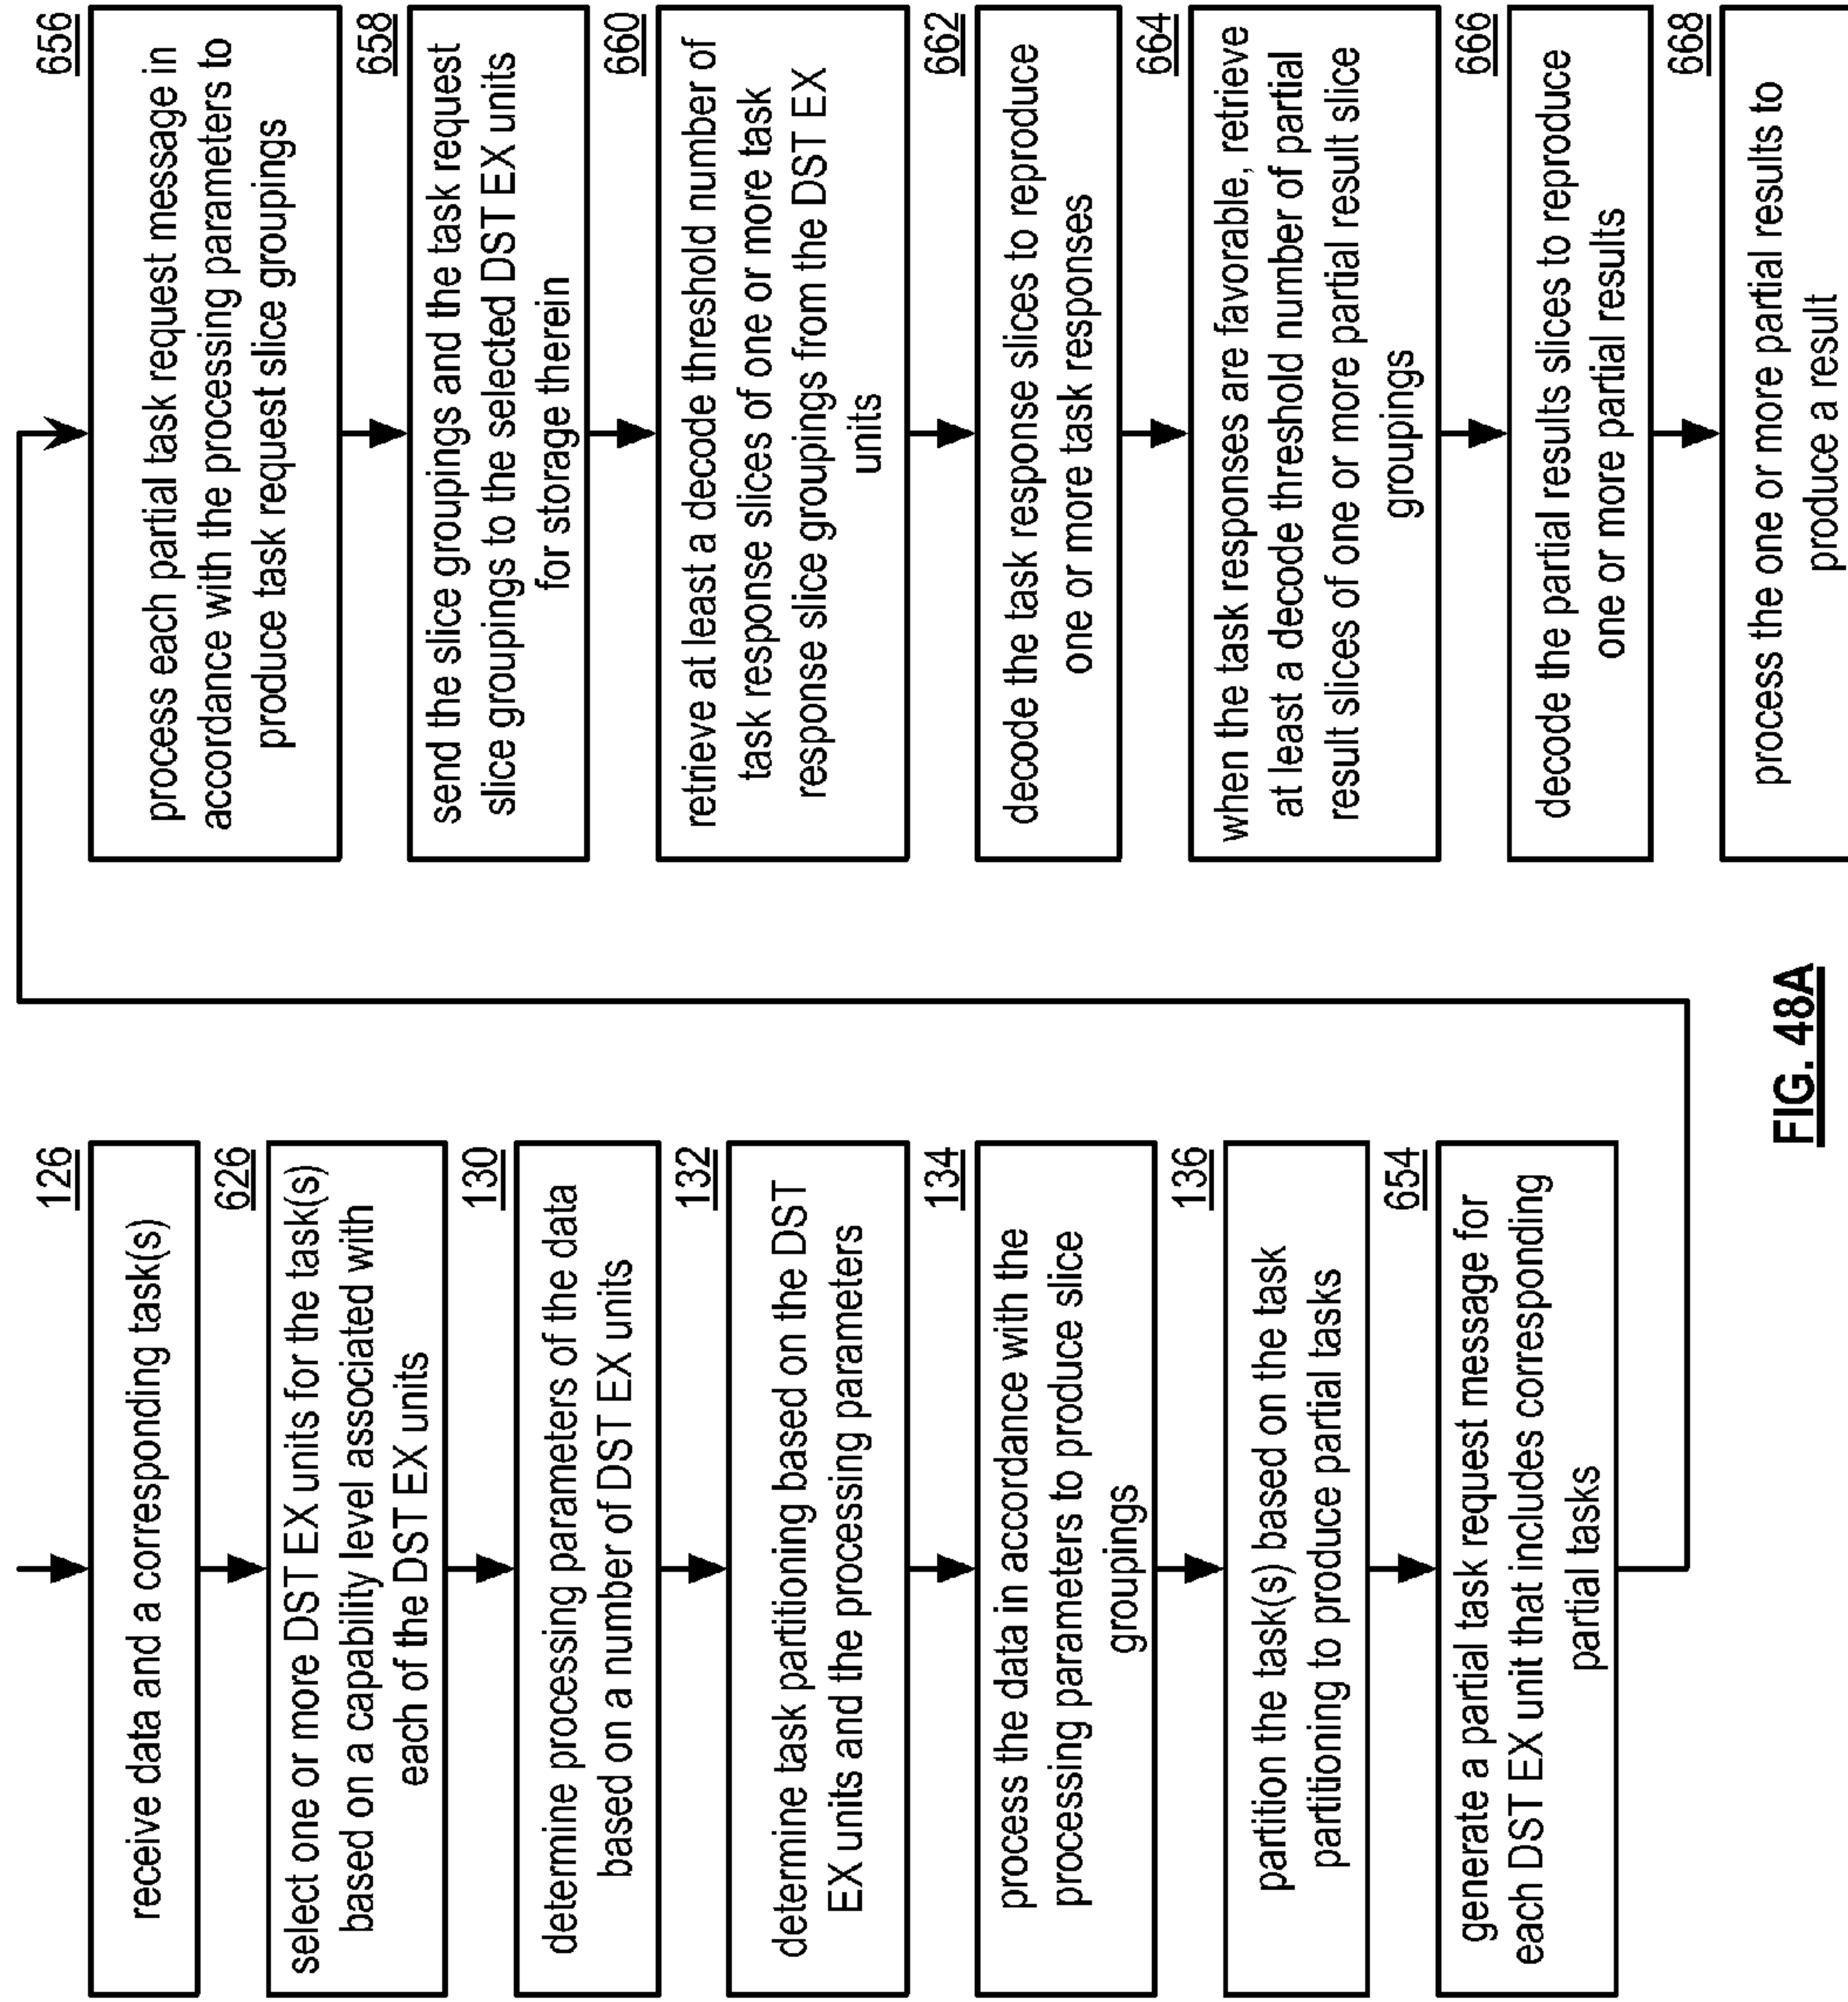 126
receive data and a corresponding task(s)
626
select one or more DST EX units for the task(s)
based on a capability level associated with
each of the DST EX units
130
determine processing parameters of the data
based on a number of DST EX units
132
determine task partitioning based on the DST
EX units and the processing parameters
134
process the data in accordance with the
processing parameters to produce slice
groupings
136
partition the task(s) based on the task
partitioning to produce partial tasks
654
generate a partial task request message for
each DST EX unit that includes corresponding
partial tasks
656
process each partial task request message in
accordance with the processing parameters to
produce task request slice groupings
658
send the slice groupings and the task request
slice groupings to the selected DST EX units
for storage therein
660
retrieve at least a decode threshold number of
task response slices of one or more task
response slice groupings from the DST EX
units
662
decode the task response slices to reproduce
one or more task responses
664
when the task responses are favorable, retrieve
at least a decode threshold number of partial
result slices of one or more partial result slice
groupings
666
decode the partial results slices to reproduce
one or more partial results
668
process the one or more partial results to
produce a result
FIG. 48A